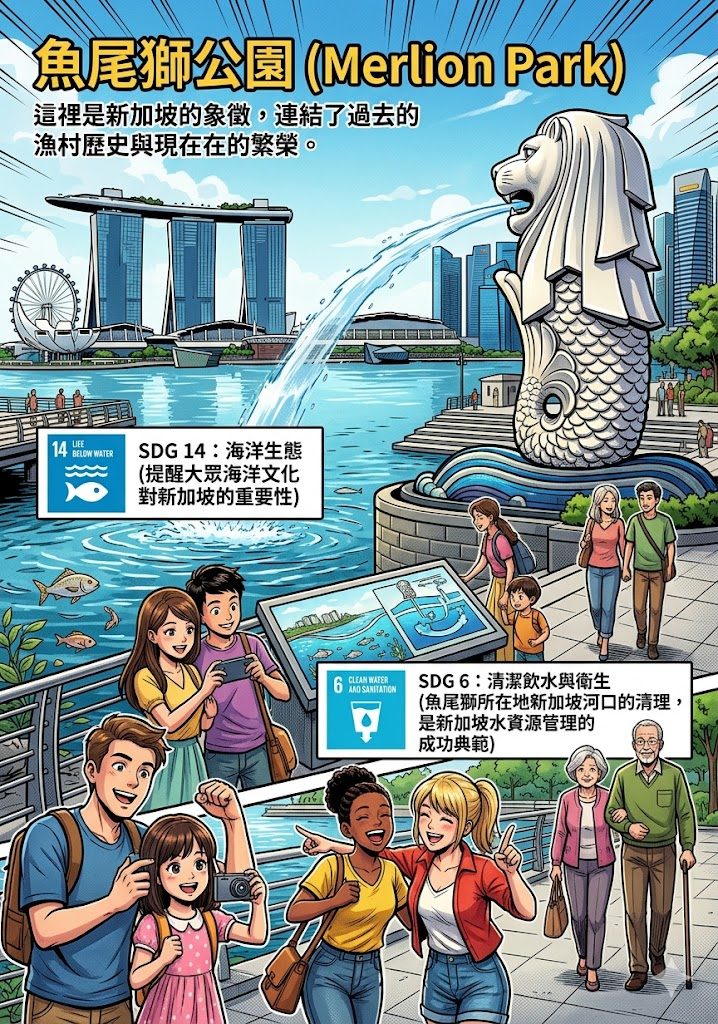 魚尾獅公園 (Merlion Park)
這裡是新加坡的象徵，連結了過去的
漁村歷史與現在在的繁榮。
14 LIEE
BELOW WATER
SDG 14：海洋生態
(提醒大眾海洋文化
對新加坡的重要性)
6 CLEAN WATER
AND SANITATION
SDG 6：清潔飲水與衛生
(魚尾獅所在地新加坡河口的清理，
是新加坡水資源管理的
成功典範)